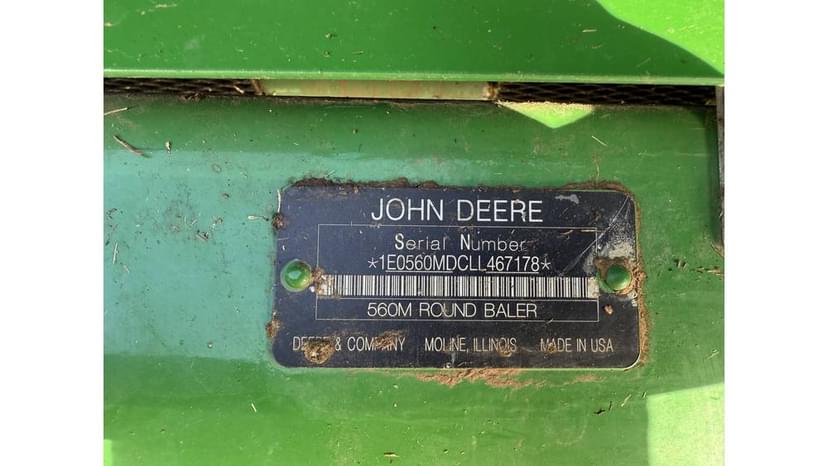 JOHN DEERE
Serial Number
*1E0560MDCLL467178*
560M ROUND BALER
DEERE & COMPANY MOLINE, ILLINOIS MADE IN USA